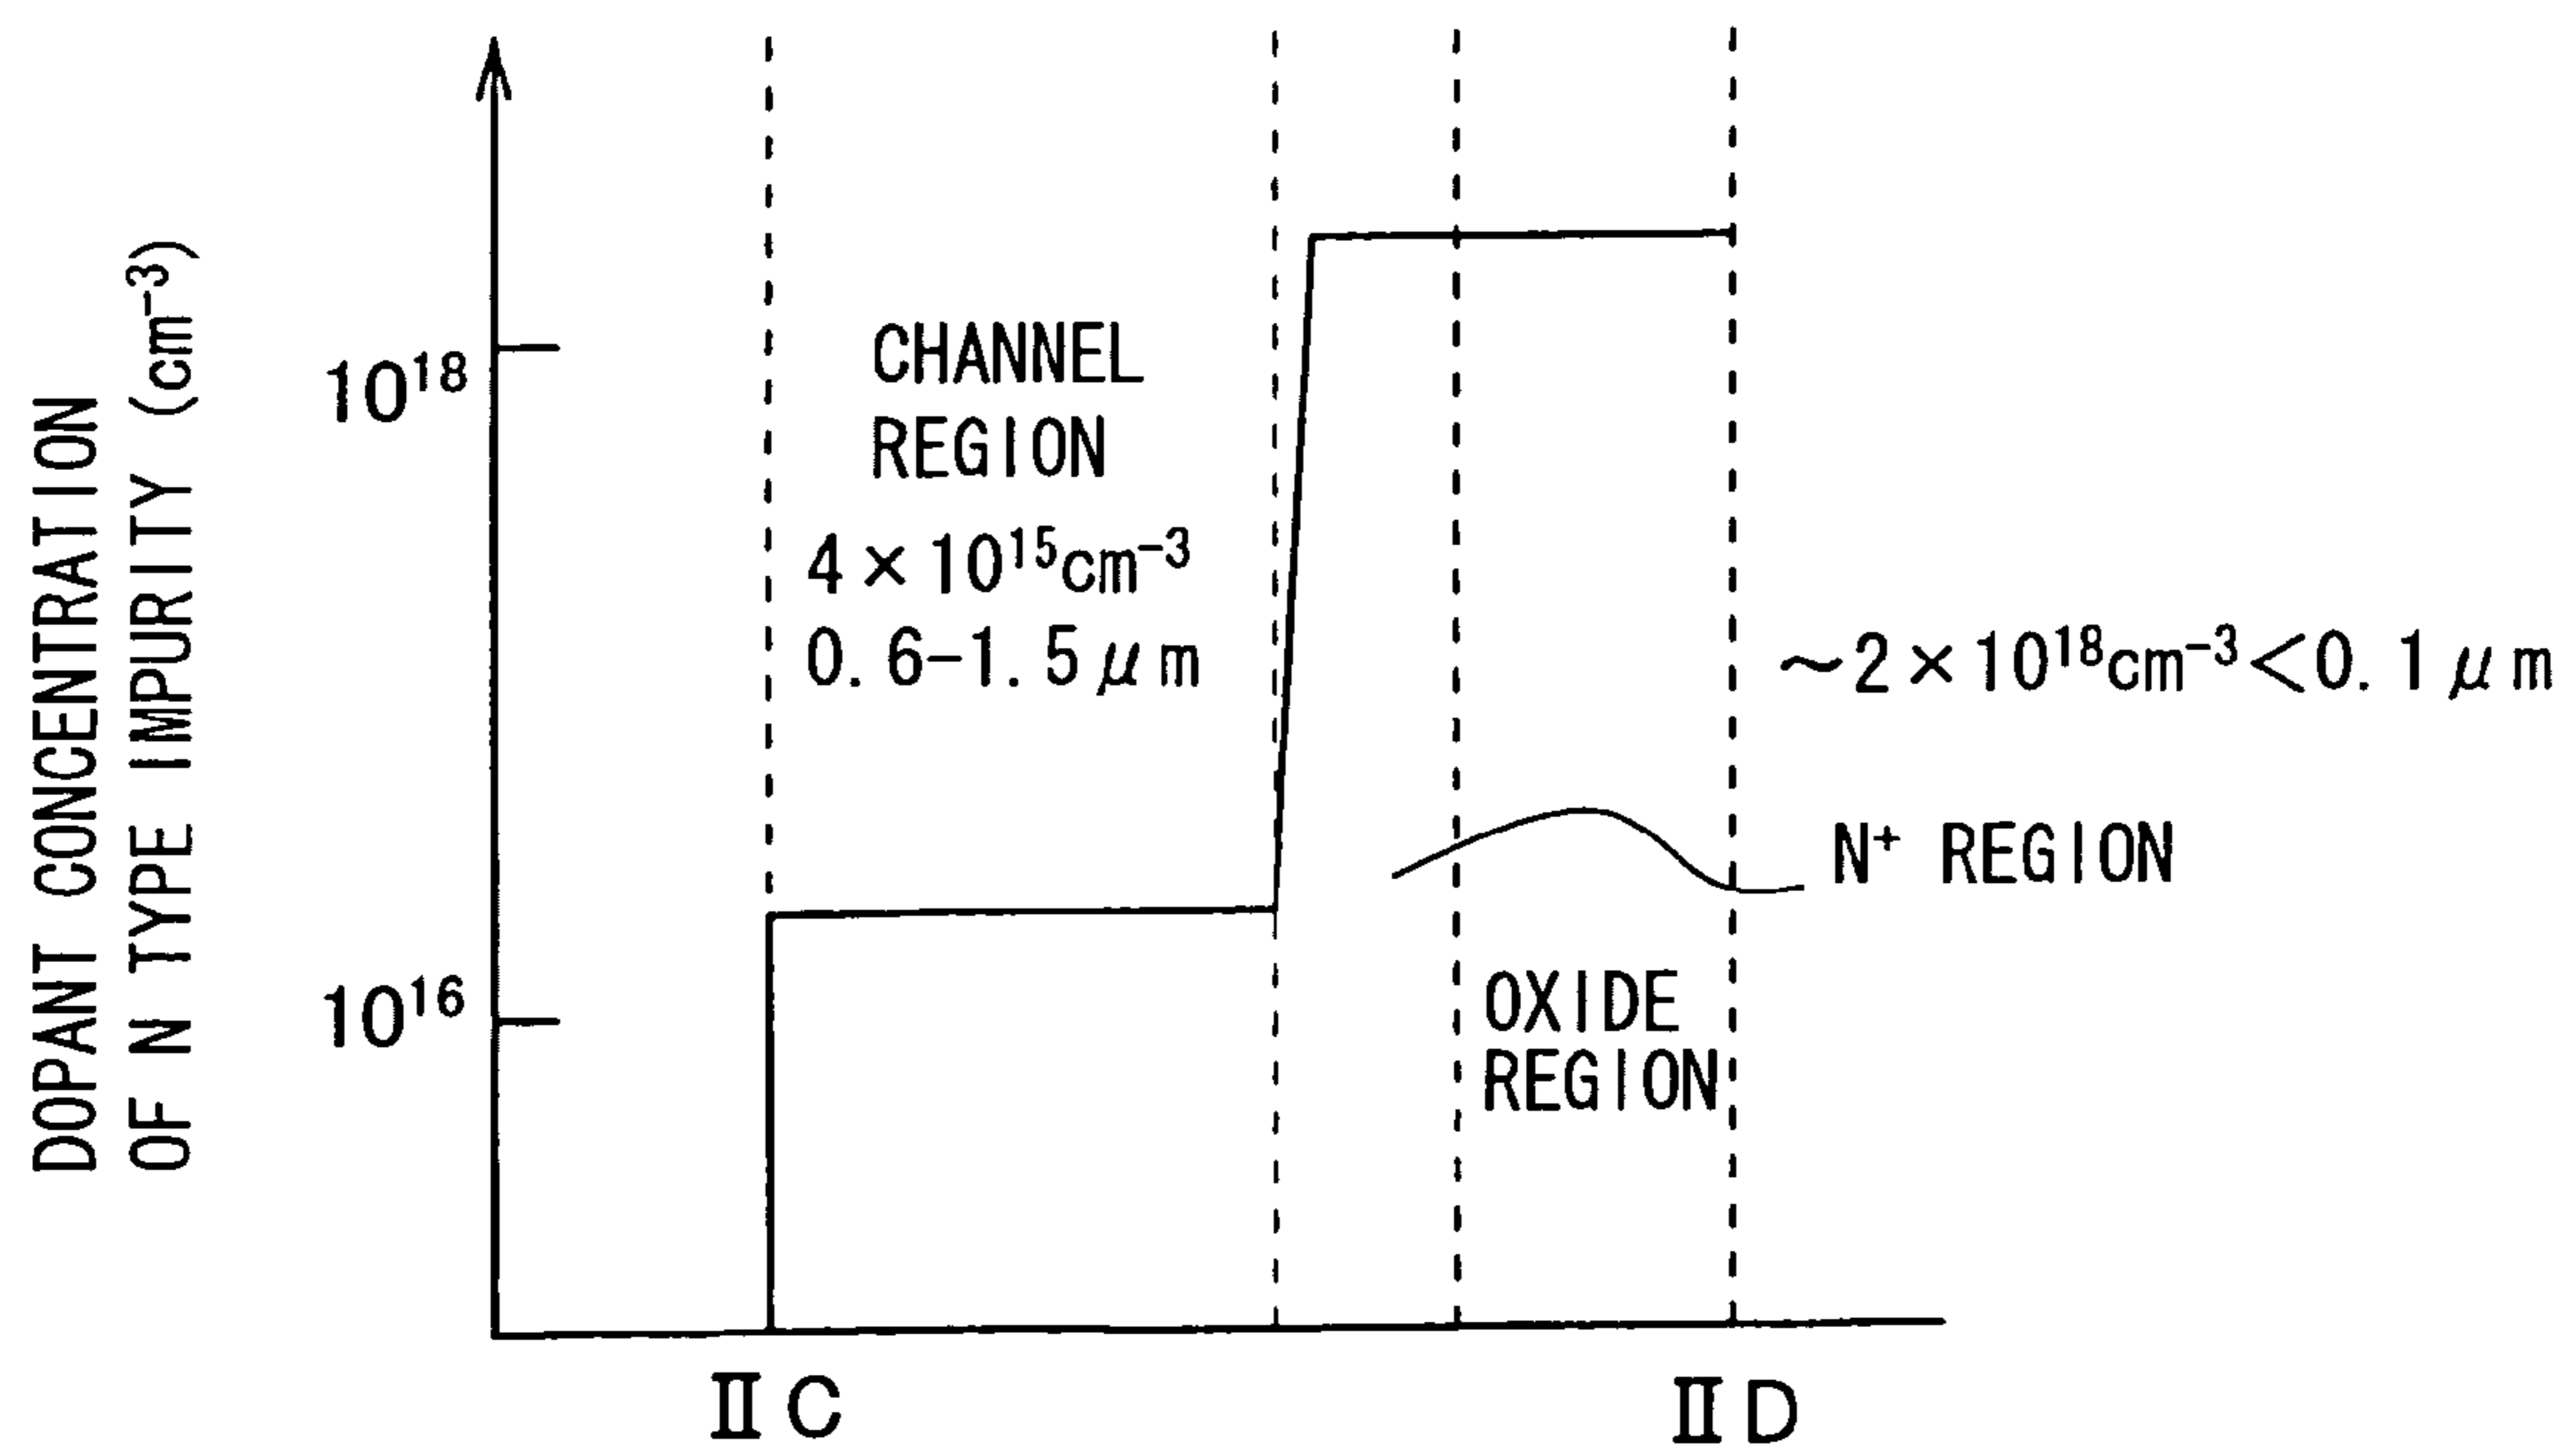 DOPANT CONCENTRATION
OF N TYPE IMPURITY (cm⁻³)
10¹⁸
10¹⁶
CHANNEL
REGION
4×10¹⁵cm⁻³
0.6-1.5μm
~2×10¹⁸cm⁻³<0.1μm
N⁺ REGION
OXIDE
REGION
ⅡC
ⅡD